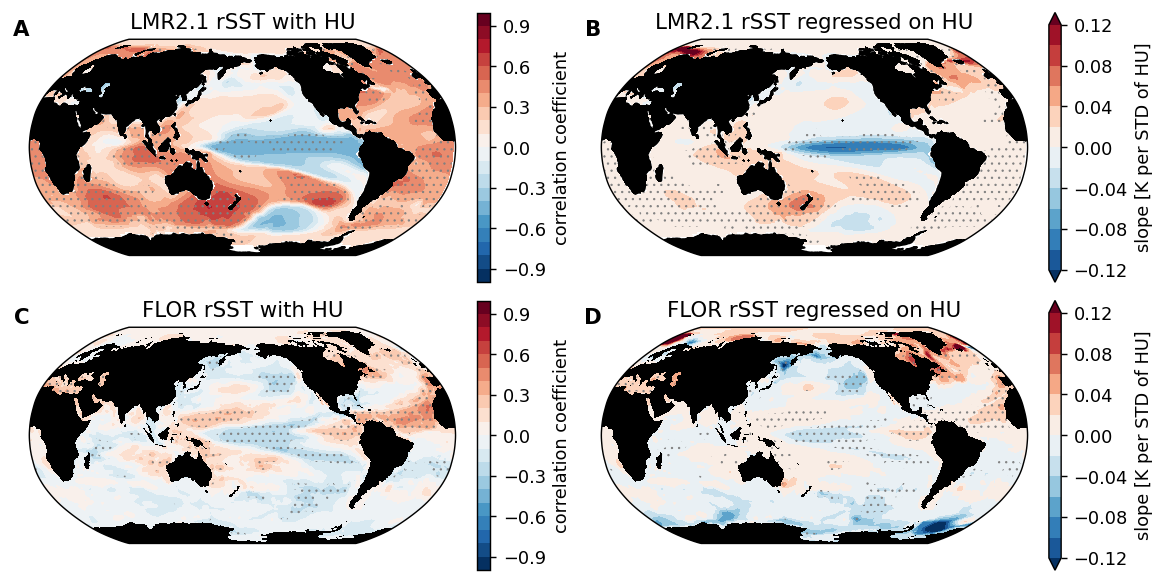 A
LMR2.1 rSST with HU
0.9
0.6
0.3
0.0
−0.3
−0.6
−0.9
correlation coefficient
B
LMR2.1 rSST regressed on HU
0.12
0.08
0.04
0.00
−0.04
−0.08
−0.12
slope [K per STD of HU]
C
FLOR rSST with HU
0.9
0.6
0.3
0.0
−0.3
−0.6
−0.9
correlation coefficient
D
FLOR rSST regressed on HU
0.12
0.08
0.04
0.00
−0.04
−0.08
−0.12
slope [K per STD of HU]